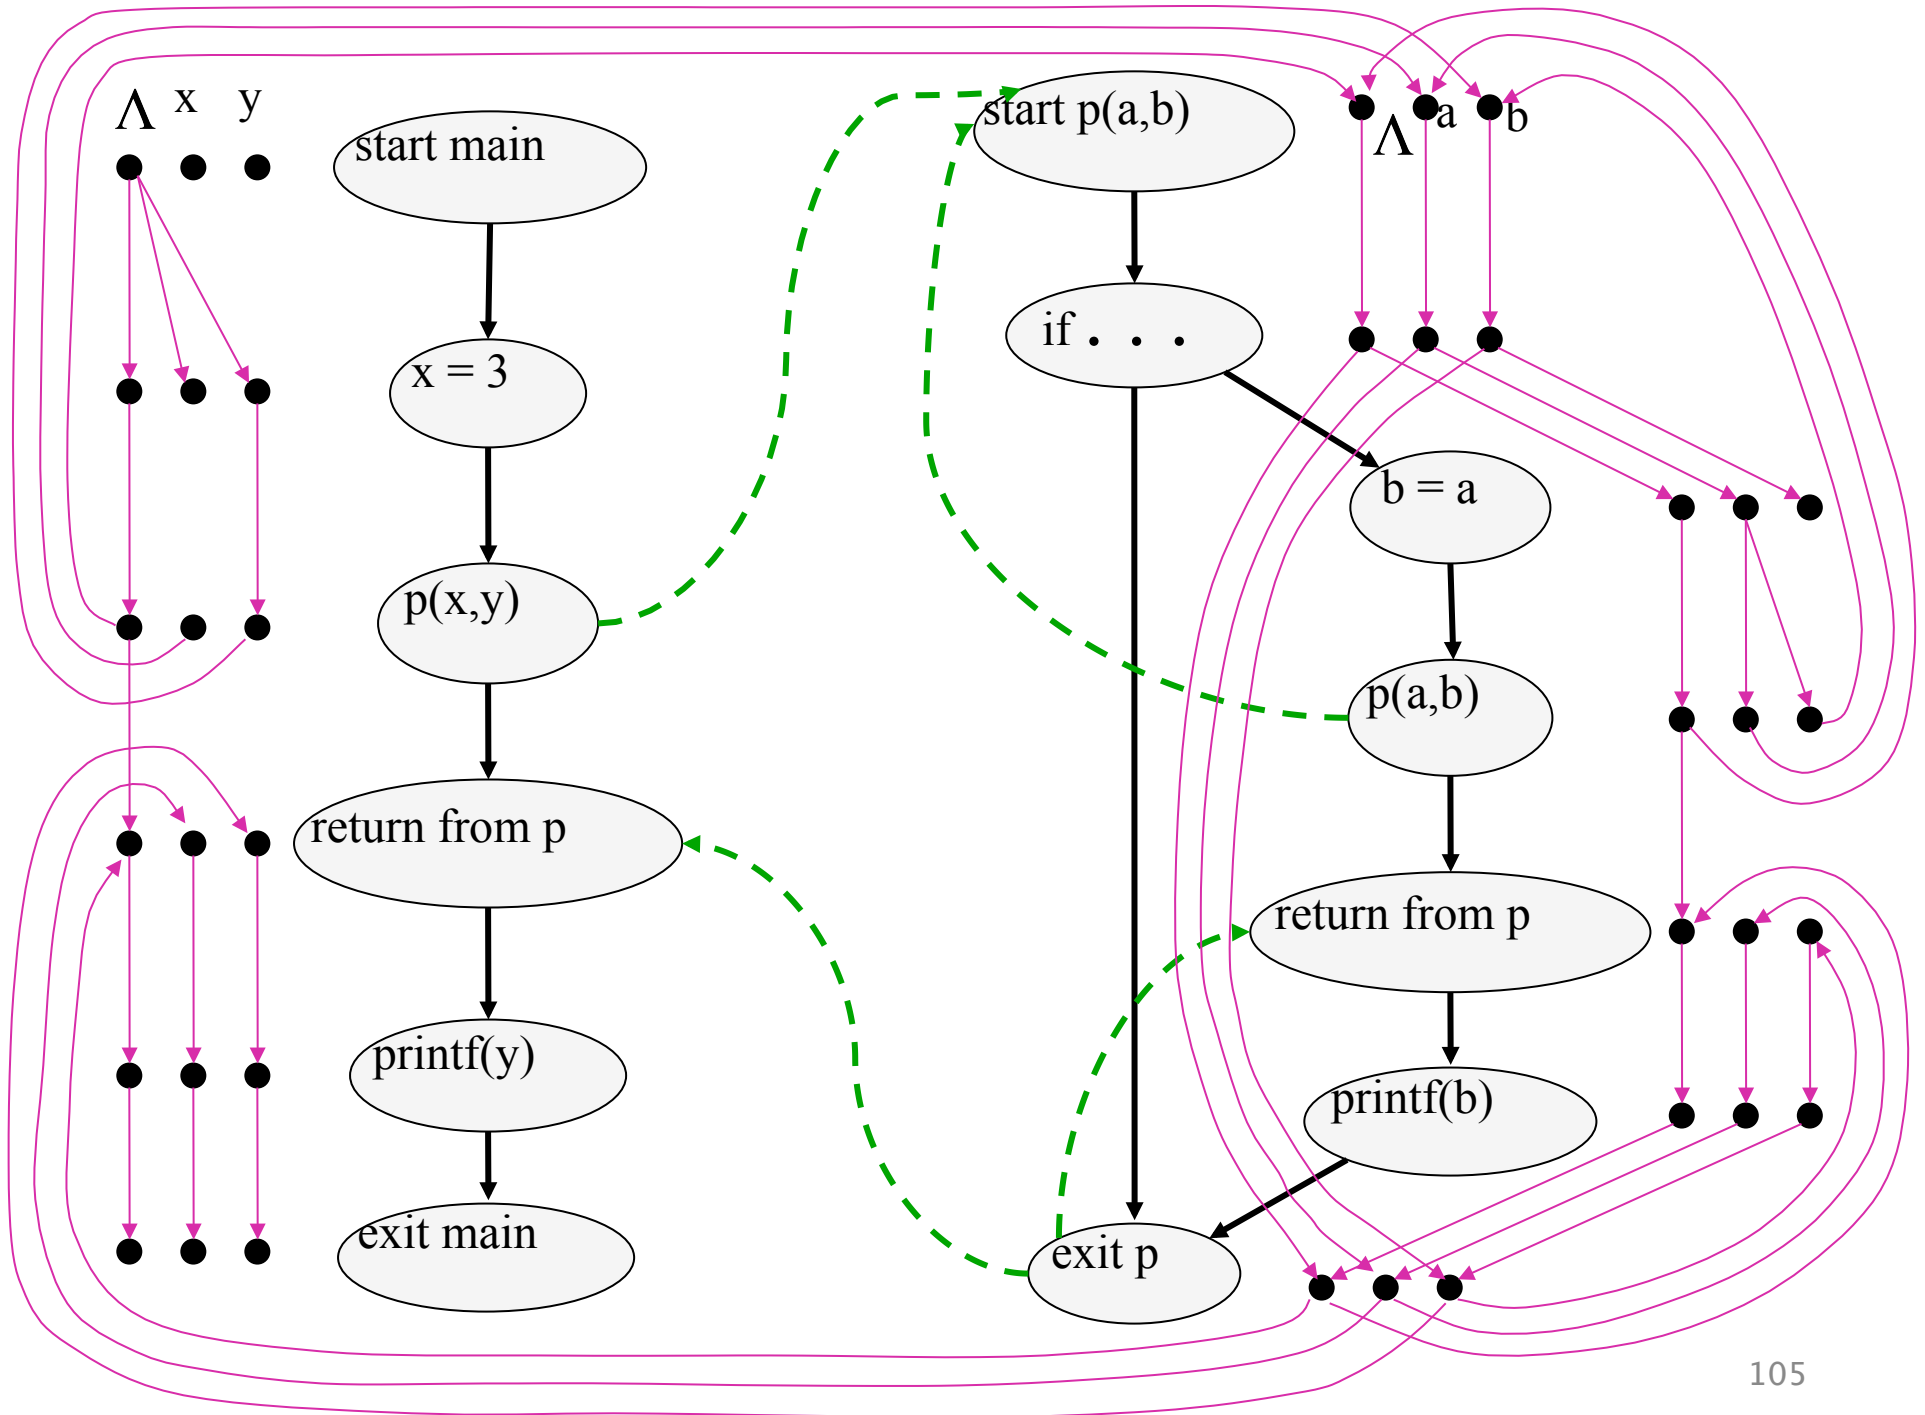 Λ x y
start main
x = 3
p(x,y)
return from p
printf(y)
exit main
start p(a,b)
if . . .
b = a
p(a,b)
return from p
printf(b)
exit p
Λ a b
105